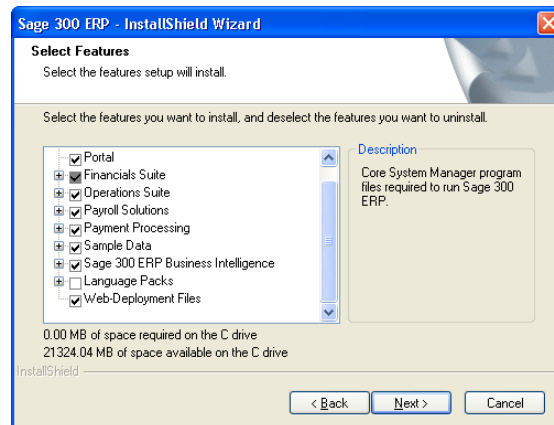 Sage 300 ERP - InstallShield Wizard
Select Features
Select the features setup will install.
Select the features you want to install, and deselect the features you want to uninstall.
Portal
Financials Suite
Operations Suite
Payroll Solutions
Payment Processing
Sample Data
Sage 300 ERP Business Intelligence
Language Packs
Web-Deployment Files
Description
Core System Manager program
files required to run Sage 300
ERP.
0.00 MB of space required on the C drive
21324.04 MB of space available on the C drive
InstallShield
< Back
Next >
Cancel